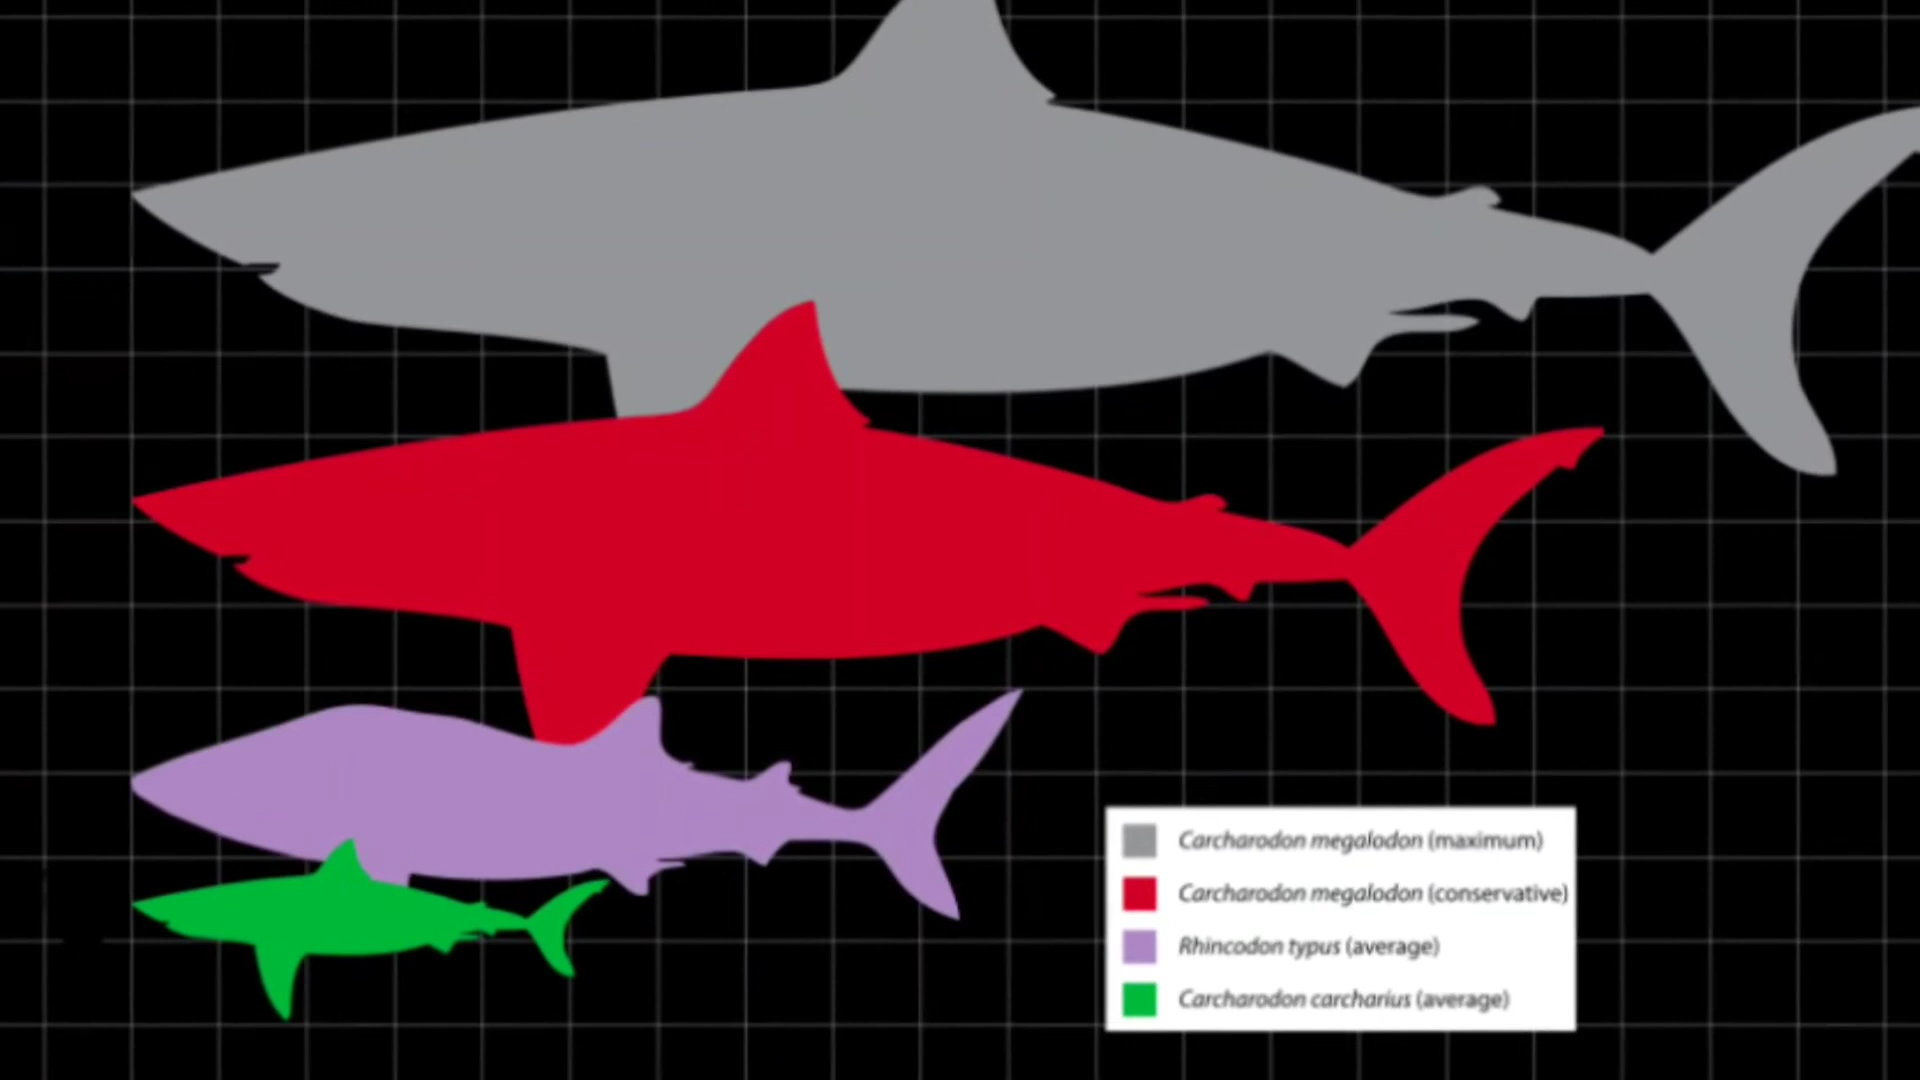 Carcharodon megalodon (maximum)
Carcharodon megalodon (conservative)
Rhincodon typus (average)
Carcharodon carcharius (average)